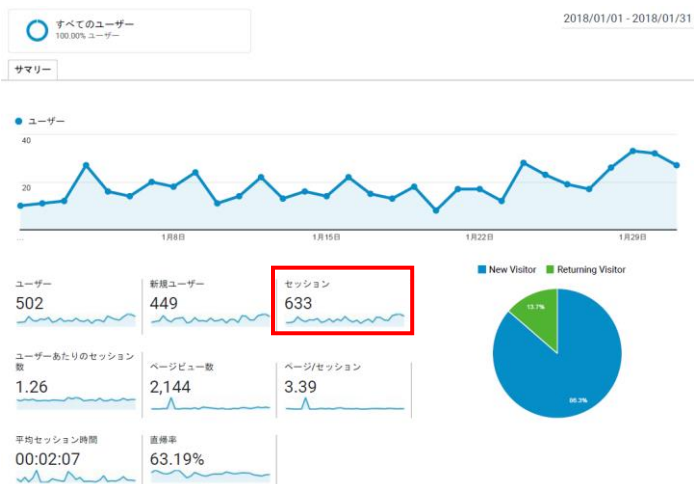 すべてのユーザー
100.00% ユーザー
2018/01/01 - 2018/01/31
サマリー
ユーザー
40
20
...
1月8日
1月15日
1月22日
1月29日
New Visitor
Returning Visitor
ユーザー
502
新規ユーザー
449
セッション
633
13.7%
86.3%
ユーザーあたりのセッション
数
1.26
ページビュー数
2,144
ページ/セッション
3.39
平均セッション時間
00:02:07
直帰率
63.19%